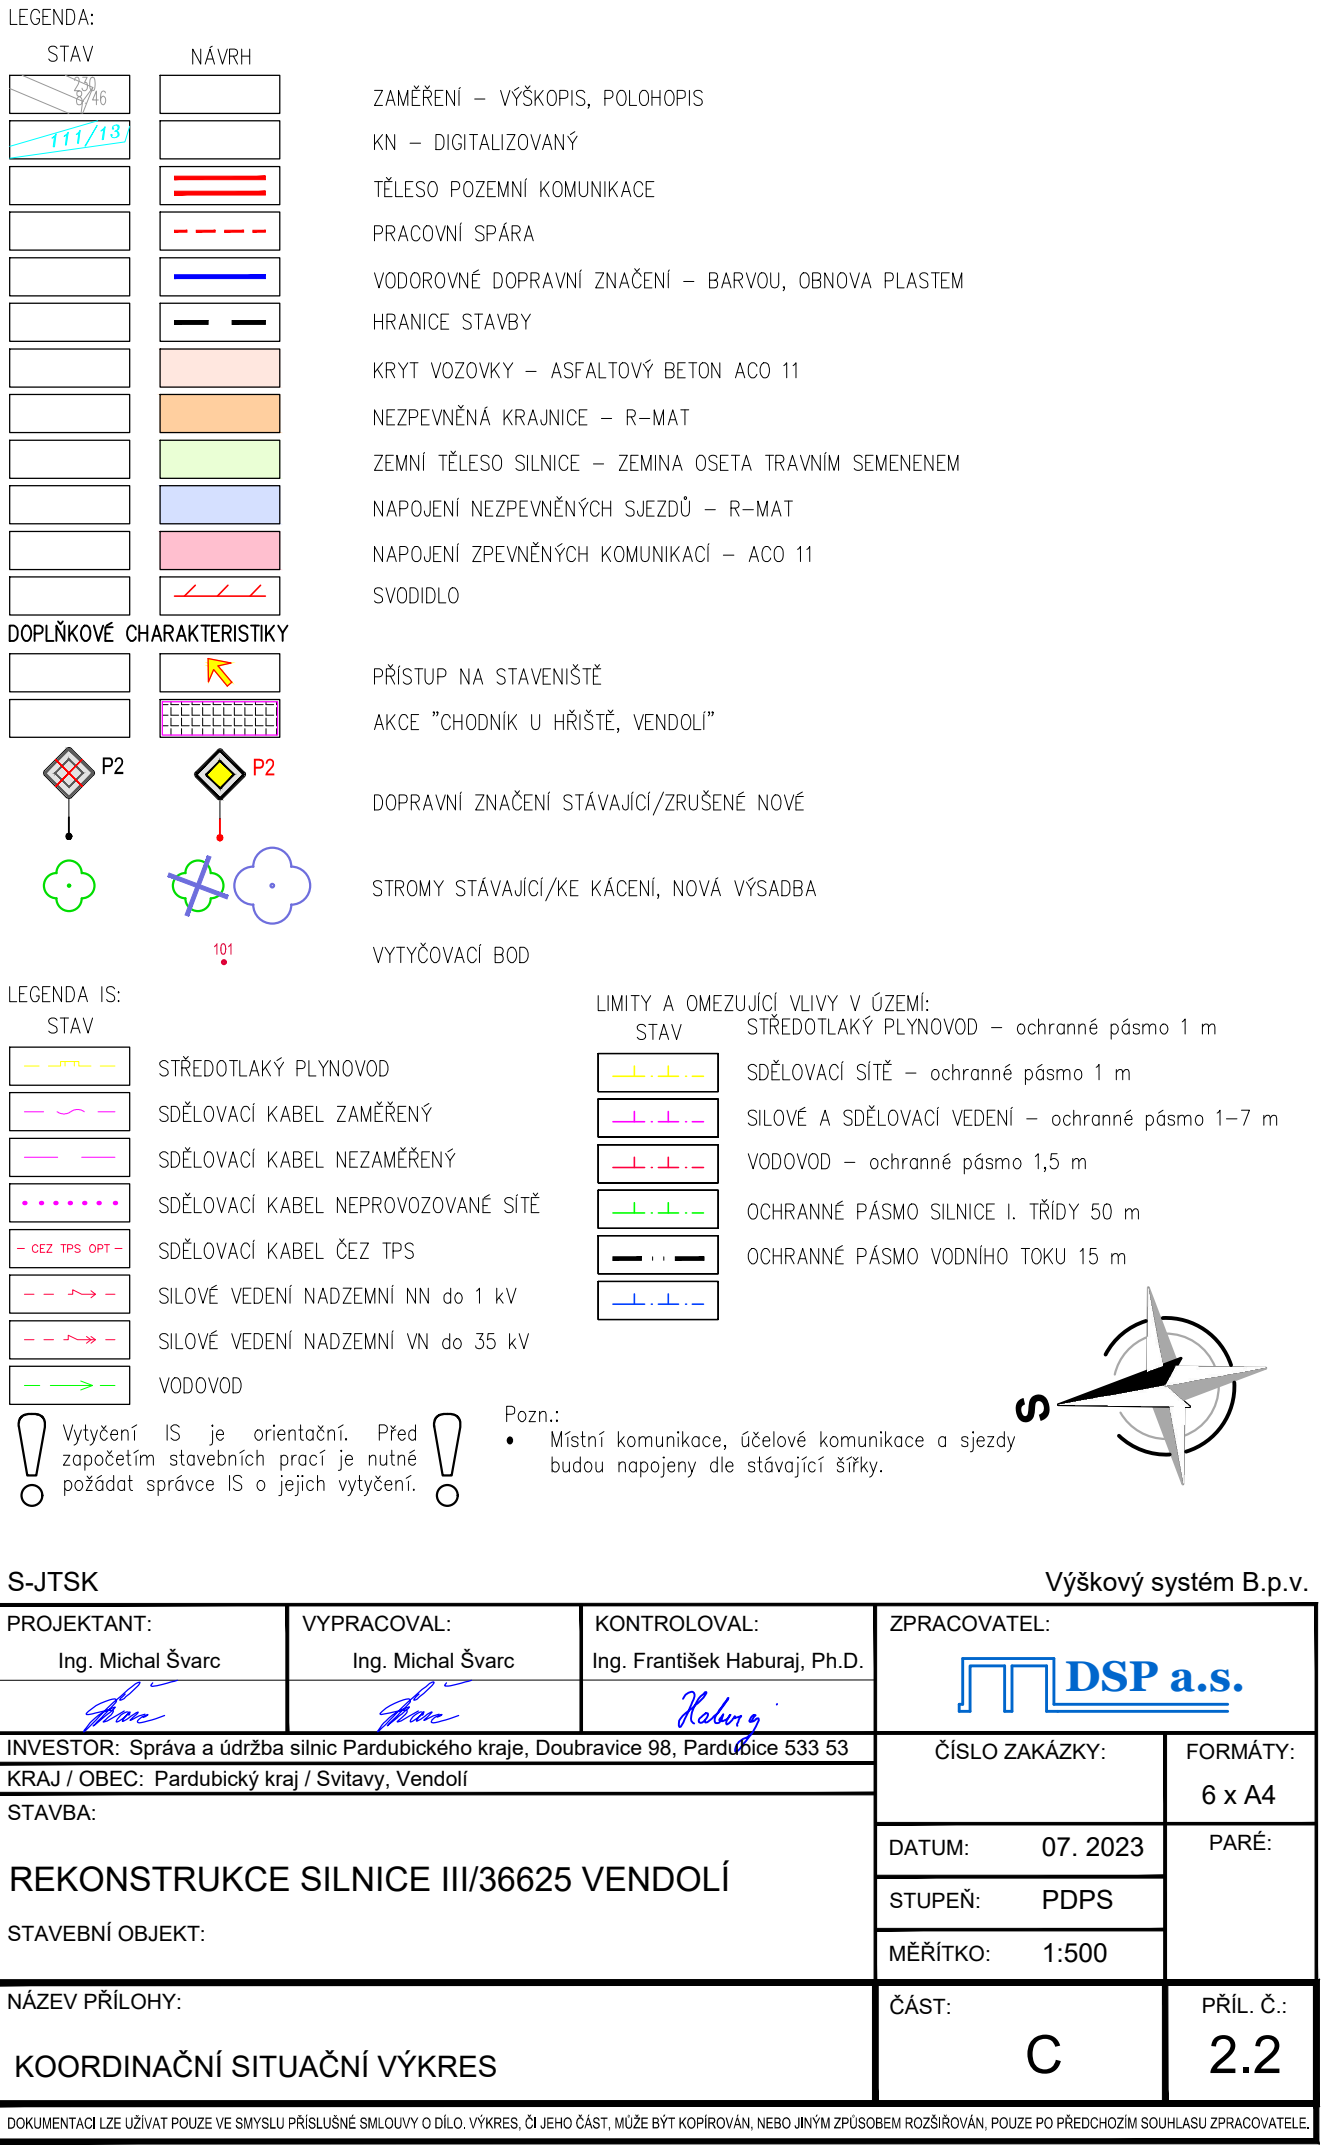 LEGENDA:
STAV NÁVRH
230
8/46
ZAMĚŘENÍ – VÝŠKOPIS, POLOHOPIS
111/13
KN – DIGITALIZOVANÝ
TĚLESO POZEMNÍ KOMUNIKACE
PRACOVNÍ SPÁRA
VODOROVNÉ DOPRAVNÍ ZNAČENÍ – BARVOU, OBNOVA PLASTEM
HRANICE STAVBY
KRYT VOZOVKY – ASFALTOVÝ BETON ACO 11
NEZPEVNĚNÁ KRAJNICE – R–MAT
ZEMNÍ TĚLESO SILNICE – ZEMINA OSETA TRAVNÍM SEMENENEM
NAPOJENÍ NEZPEVNĚNÝCH SJEZDŮ – R–MAT
NAPOJENÍ ZPEVNĚNÝCH KOMUNIKACÍ – ACO 11
SVODIDLO
DOPLŇKOVÉ CHARAKTERISTIKY
PŘÍSTUP NA STAVENIŠTĚ
AKCE "CHODNÍK U HŘIŠTĚ, VENDOLÍ"
P2 P2
DOPRAVNÍ ZNAČENÍ STÁVAJÍCÍ/ZRUŠENÉ NOVÉ
STROMY STÁVAJÍCÍ/KE KÁCENÍ, NOVÁ VÝSADBA
101
VYTYČOVACÍ BOD
LEGENDA IS:
STAV
STŘEDOTLAKÝ PLYNOVOD
SDĚLOVACÍ KABEL ZAMĚŘENÝ
SDĚLOVACÍ KABEL NEZAMĚŘENÝ
SDĚLOVACÍ KABEL NEPROVOZOVANÉ SÍTĚ
CEZ TPS OPT
SDĚLOVACÍ KABEL ČEZ TPS
SILOVÉ VEDENÍ NADZEMNÍ NN do 1 kV
SILOVÉ VEDENÍ NADZEMNÍ VN do 35 kV
VODOVOD
LIMITY A OMEZUJÍCÍ VLIVY V ÚZEMÍ:
STAV
STŘEDOTLAKÝ PLYNOVOD – ochranné pásmo 1 m
SDĚLOVACÍ SÍTĚ – ochranné pásmo 1 m
SILOVÉ A SDĚLOVACÍ VEDENÍ – ochranné pásmo 1–7 m
VODOVOD – ochranné pásmo 1,5 m
OCHRANNÉ PÁSMO SILNICE I. TŘÍDY 50 m
OCHRANNÉ PÁSMO VODNÍHO TOKU 15 m
S
! Vytyčení IS je orientační. Před !
započetím stavebních prací je nutné
požádat správce IS o jejich vytyčení.
Pozn.:
• Místní komunikace, účelové komunikace a sjezdy
budou napojeny dle stávající šířky.
S-JTSK
Výškový systém B.p.v.
PROJEKTANT: VYPRACOVAL: KONTROLOVAL: ZPRACOVATEL:
Ing. Michal Švarc Ing. Michal Švarc Ing. František Haburaj, Ph.D.
DSP a.s.
Švarc Švarc Haburaj
INVESTOR: Správa a údržba silnic Pardubického kraje, Doubravice 98, Pardubice 533 53
KRAJ / OBEC: Pardubický kraj / Svitavy, Vendolí
ČÍSLO ZAKÁZKY:
FORMÁTY:
6 x A4
STAVBA:
REKONSTRUKCE SILNICE III/36625 VENDOLÍ
STAVEBNÍ OBJEKT:
DATUM: 07. 2023
PARÉ:
STUPEŇ: PDPS
MĚŘÍTKO: 1:500
NÁZEV PŘÍLOHY:
KOORDINAČNÍ SITUAČNÍ VÝKRES
ČÁST:
C
PŘÍL. Č.:
2.2
DOKUMENTACI LZE UŽÍVAT POUZE VE SMYSLU PŘÍSLUŠNÉ SMLOUVY O DÍLO. VÝKRES, ČI JEHO ČÁST, MŮŽE BÝT KOPÍROVÁN, NEBO JINÝM ZPŮSOBEM ROZŠIŘOVÁN, POUZE PO PŘEDCHOZÍM SOUHLASU ZPRACOVATELE.